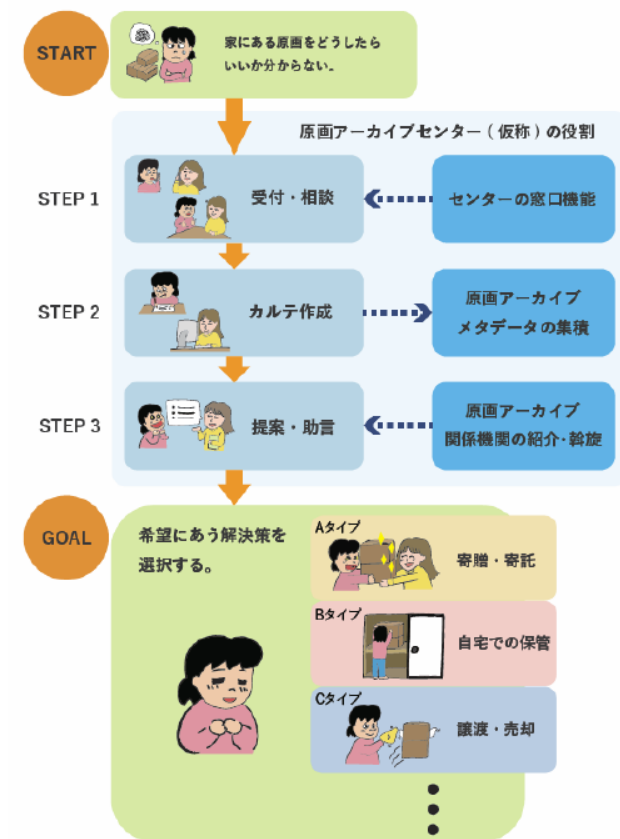 START
家にある原画をどうしたら
いいか分からない。
原画アーカイブセンター(仮称)の役割
STEP 1
受付・相談
センターの窓口機能
STEP 2
カルテ作成
原画アーカイブ
メタデータの集積
STEP 3
提案・助言
原画アーカイブ
関係機関の紹介・斡旋
GOAL
希望にあう解決策を
選択する。
Aタイプ
寄贈・寄託
Bタイプ
自宅での保管
Cタイプ
譲渡・売却